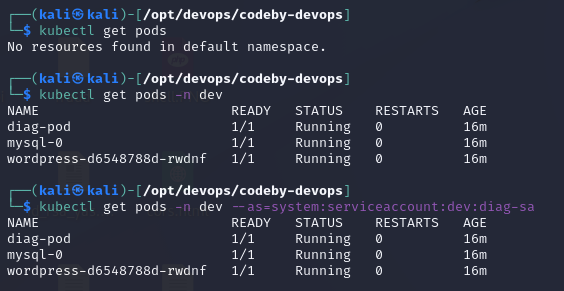 ┌──(kali㉿kali)-[/opt/devops/codeby-devops]
└─$ kubectl get pods
No resources found in default namespace.
┌──(kali㉿kali)-[/opt/devops/codeby-devops]
└─$ kubectl get pods -n dev
NAME                        READY   STATUS    RESTARTS   AGE
diag-pod                    1/1     Running   0          16m
mysql-0                     1/1     Running   0          16m
wordpress-d6548788d-rwdnf   1/1     Running   0          16m
┌──(kali㉿kali)-[/opt/devops/codeby-devops]
└─$ kubectl get pods -n dev --as=system:serviceaccount:dev:diag-sa
NAME                        READY   STATUS    RESTARTS   AGE
diag-pod                    1/1     Running   0          16m
mysql-0                     1/1     Running   0          16m
wordpress-d6548788d-rwdnf   1/1     Running   0          16m